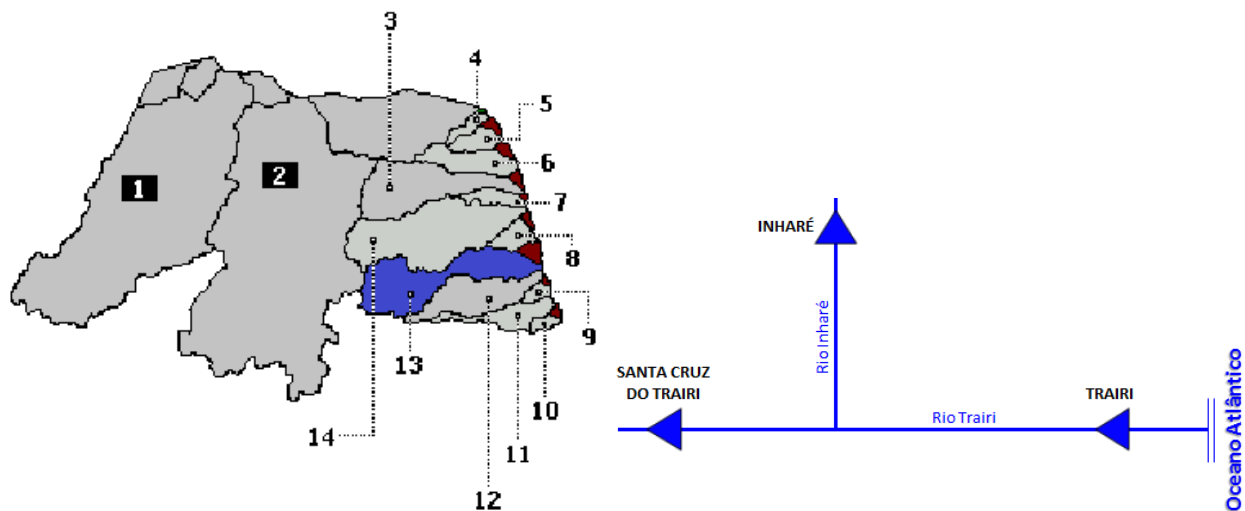 3
4
5
6
1
2
7
8
9
13
10
14
11
12
INHARÉ
Rio Inharé
SANTA CRUZ
DO TRAIRI
TRAIRI
Rio Trairi
Oceano Atlântico